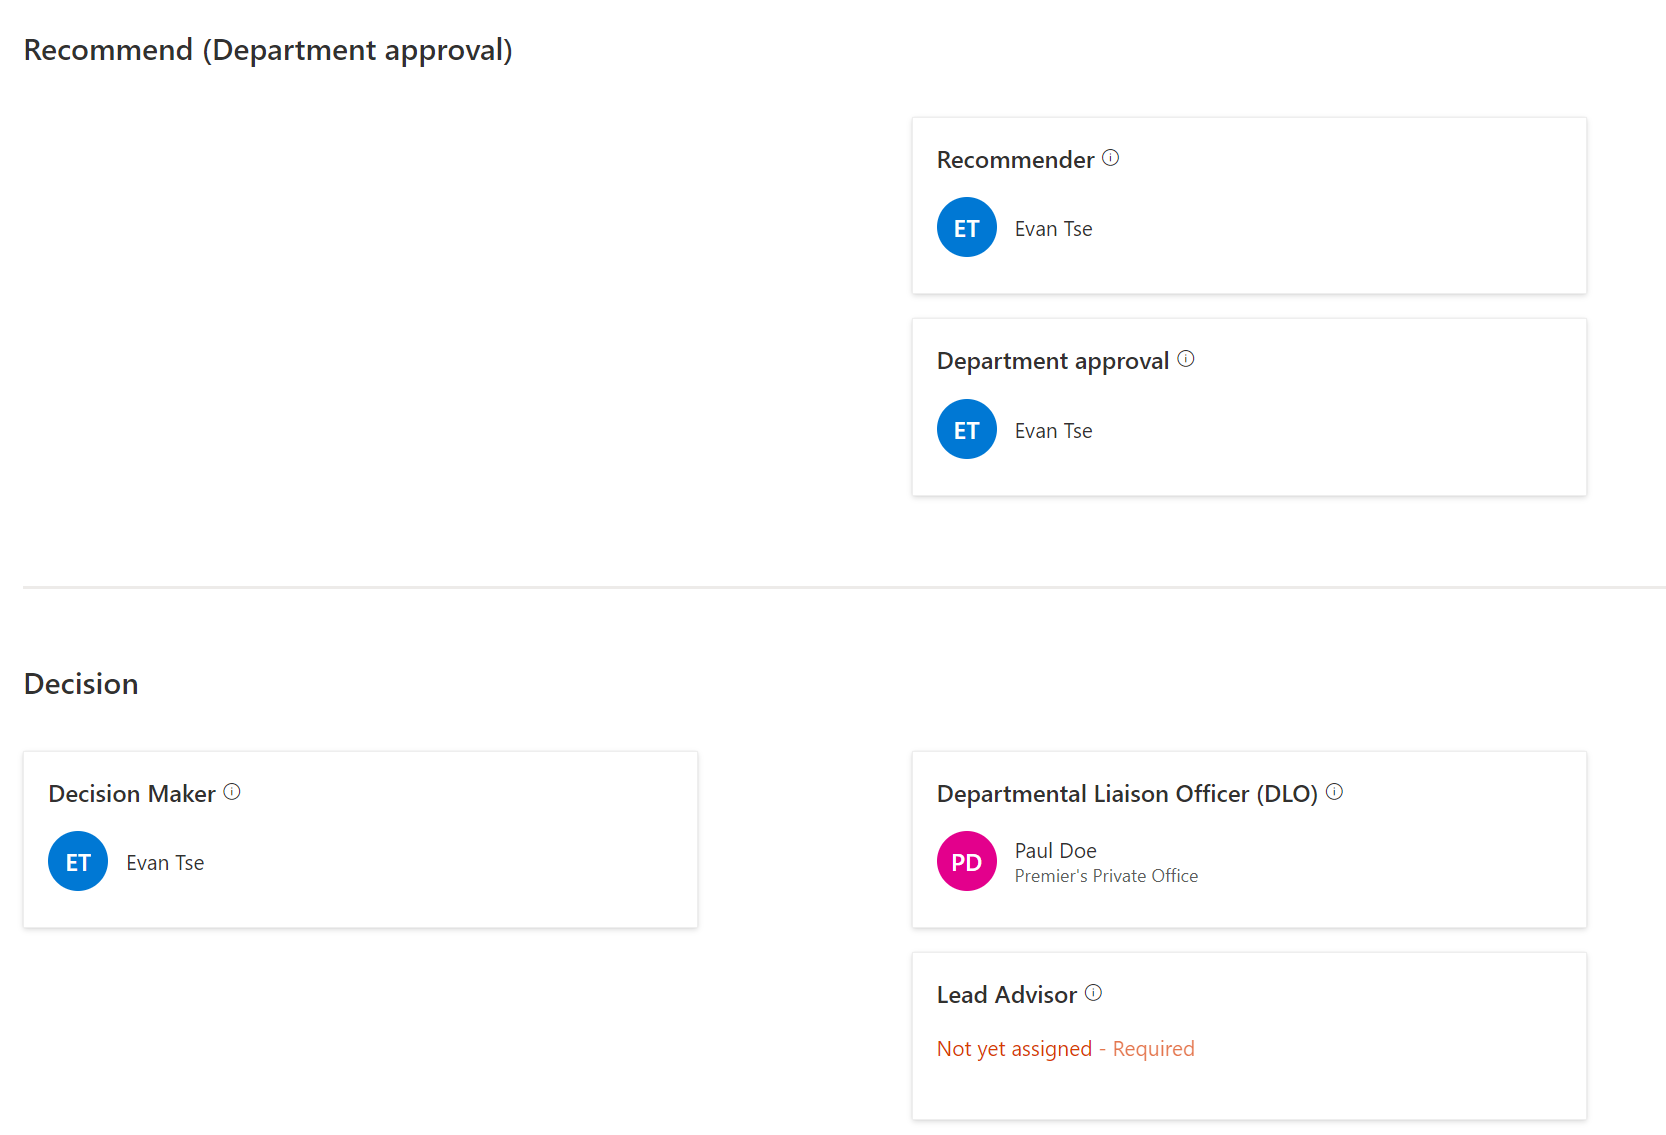 Recommend (Department approval)
Recommender
ET
Evan Tse
Department approval
ET
Evan Tse
Decision
Decision Maker
ET
Evan Tse
Departmental Liaison Officer (DLO)
PD
Paul Doe
Premier's Private Office
Lead Advisor
Not yet assigned - Required